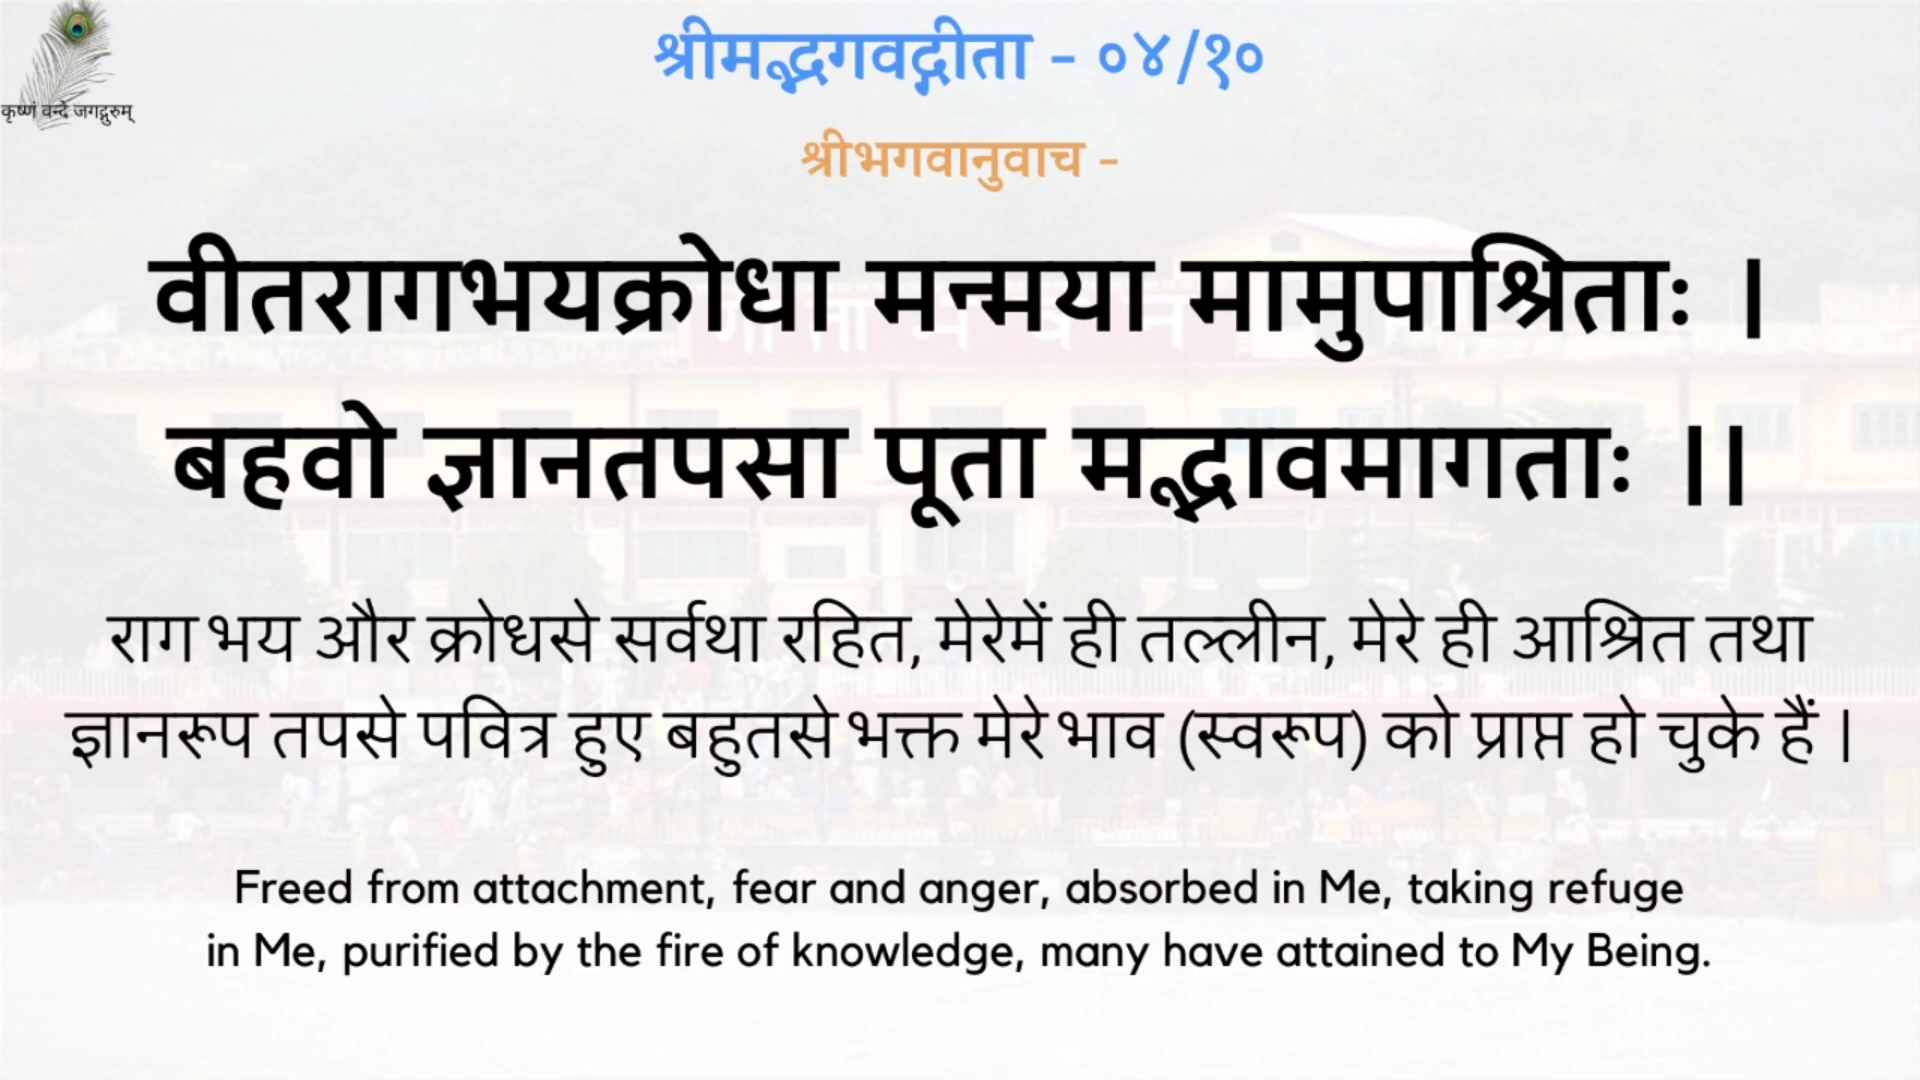 कृष्णं वन्दे जगद्गुरुम्
श्रीमद्भगवद्गीता - ०४/१०
श्रीभगवानुवाच -
वीतरागभयक्रोधा मन्मया मामुपाश्रिताः ।
बहवो ज्ञानतपसा पूता मद्भावमागताः ।।
राग भय और क्रोधसे सर्वथा रहित, मेरेमें ही तल्लीन, मेरे ही आश्रित तथा
ज्ञानरूप तपसे पवित्र हुए बहुतसे भक्त मेरे भाव (स्वरूप) को प्राप्त हो चुके हैं ।
Freed from attachment, fear and anger, absorbed in Me, taking refuge
in Me, purified by the fire of knowledge, many have attained to My Being.